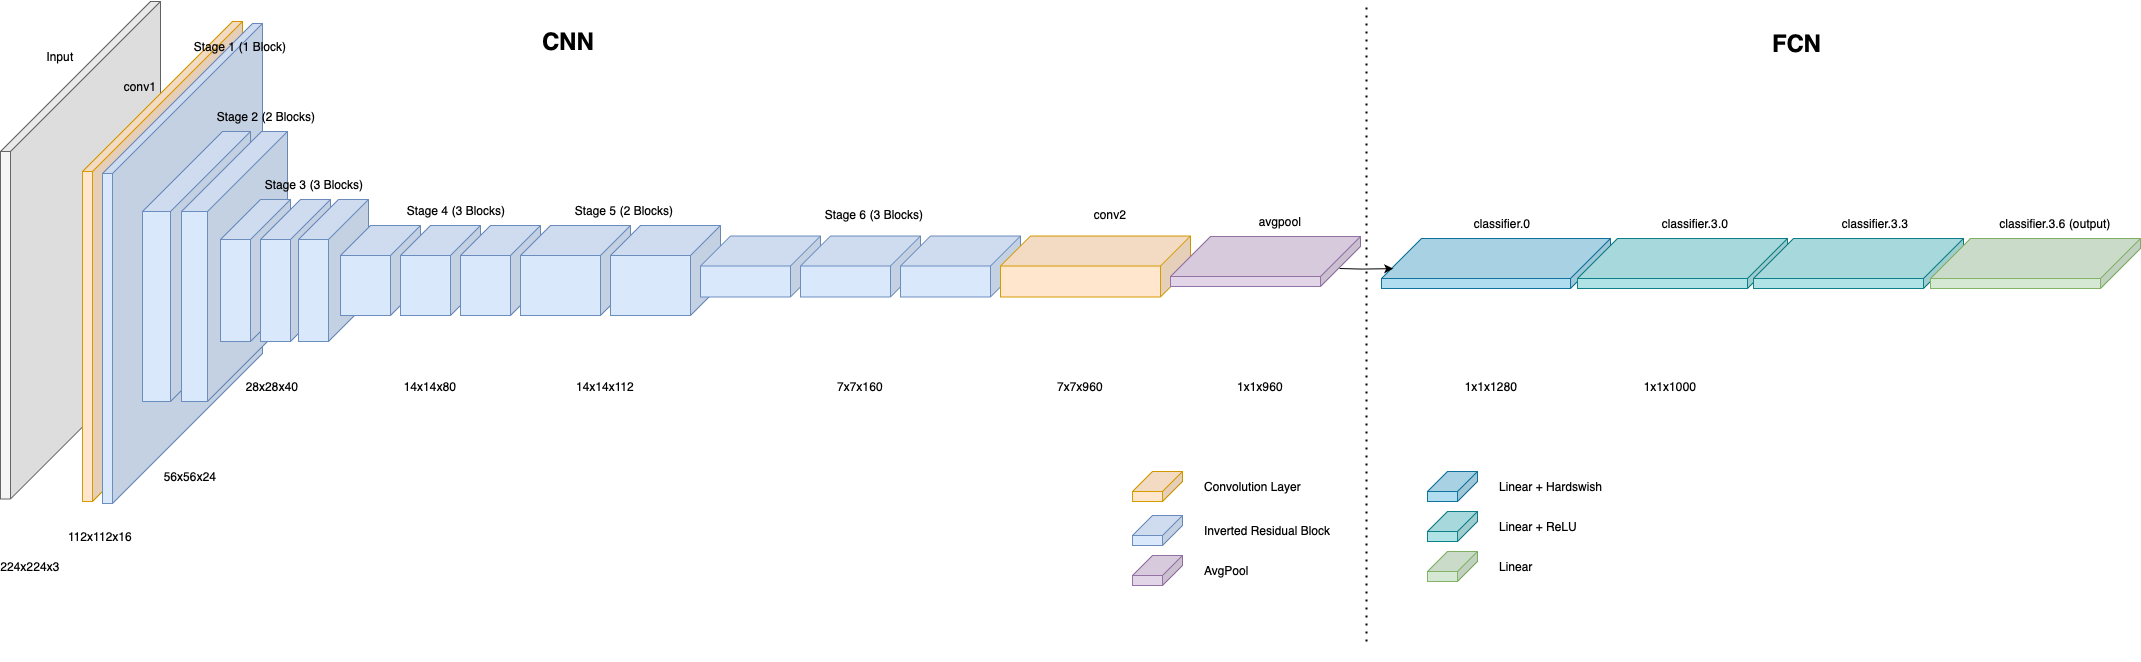 CNN
FCN
Input
Stage 1 (1 Block)
conv1
Stage 2 (2 Blocks)
Stage 3 (3 Blocks)
Stage 4 (3 Blocks)
Stage 5 (2 Blocks)
Stage 6 (3 Blocks)
conv2
avgpool
classifier.0
classifier.3.0
classifier.3.3
classifier.3.6 (output)
28x28x40
14x14x80
14x14x112
7x7x160
7x7x960
1x1x960
1x1x1280
1x1x1000
56x56x24
112x112x16
224x224x3
Convolution Layer
Inverted Residual Block
AvgPool
Linear + Hardswish
Linear + ReLU
Linear